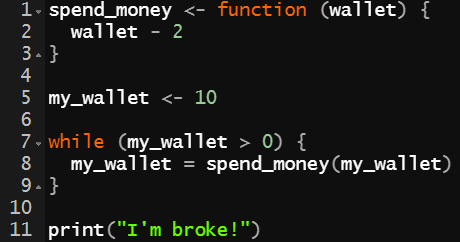 1 spend_money <- function (wallet) {
2   wallet - 2
3 }
4
5 my_wallet <- 10
6
7 while (my_wallet > 0) {
8   my_wallet = spend_money(my_wallet)
9 }
10
11 print("I'm broke!")